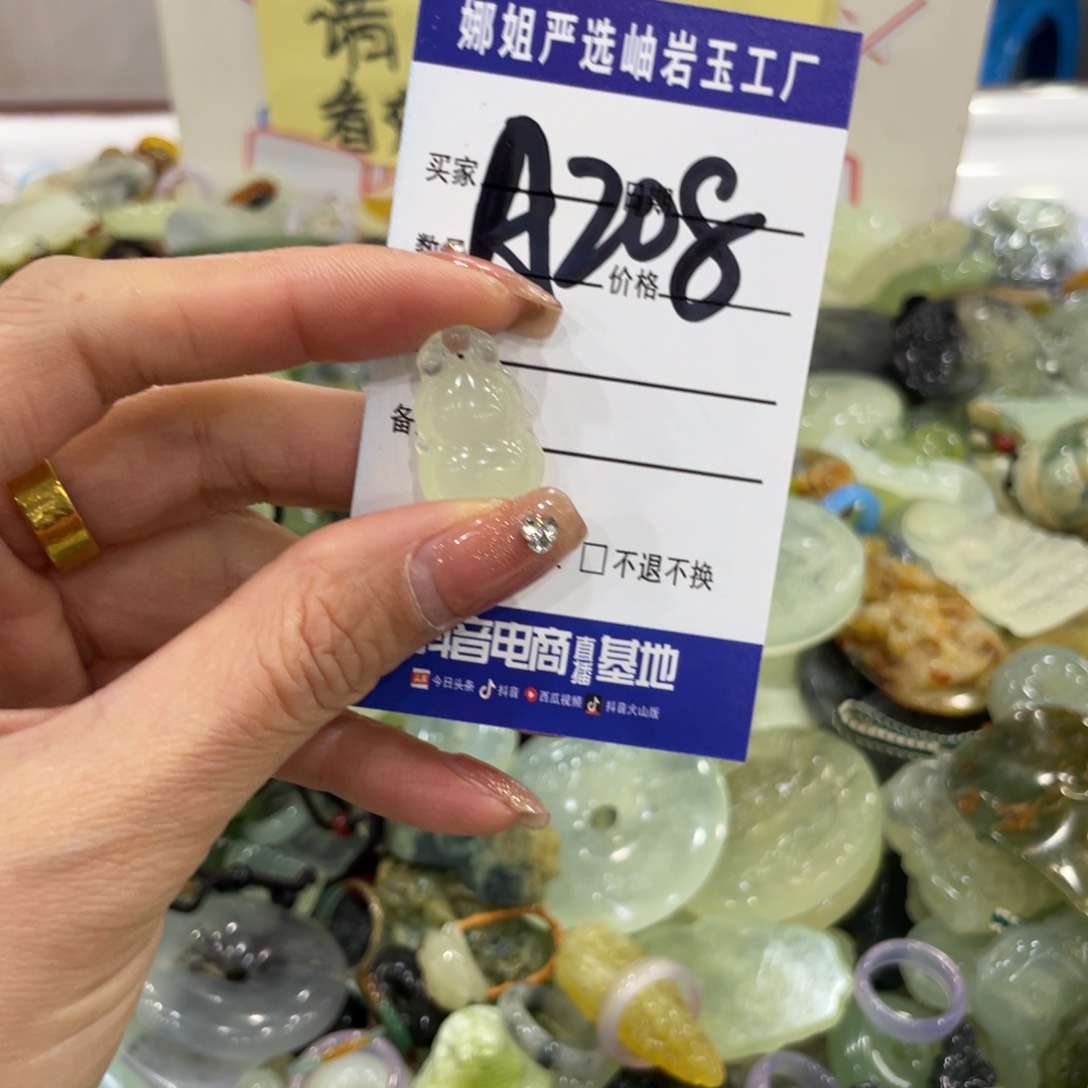 请
看
娜姐严选岫岩玉工厂
买家 日期
A208
数量 价格
备
□不退不换
抖音电商直播基地
今日头条 抖音 西瓜视频 抖音火山版